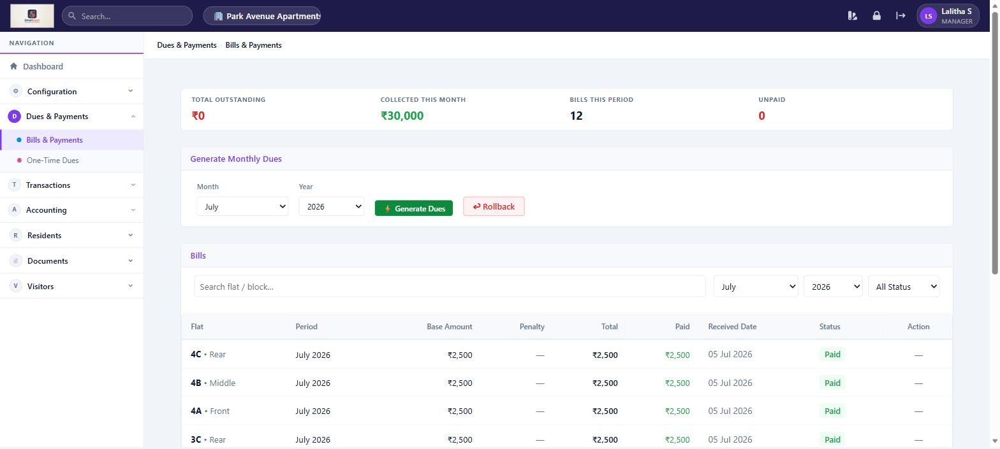 Search...
Park Avenue Apartments
LS
Lalitha S
MANAGER
NAVIGATION
Dashboard
Configuration
D Dues & Payments
Bills & Payments
One-Time Dues
T Transactions
A Accounting
R Residents
Documents
V Visitors
Dues & Payments › Bills & Payments
TOTAL OUTSTANDING COLLECTED THIS MONTH BILLS THIS PERIOD UNPAID
₹0 ₹30,000 12 0
Generate Monthly Dues
Month Year
July 2026 Generate Dues Rollback
Bills
Search flat / block... July 2026 All Status
Flat Period Base Amount Penalty Total Paid Received Date Status Action
4C • Rear July 2026 ₹2,500 — ₹2,500 ₹2,500 05 Jul 2026 Paid —
4B • Middle July 2026 ₹2,500 — ₹2,500 ₹2,500 05 Jul 2026 Paid —
4A • Front July 2026 ₹2,500 — ₹2,500 ₹2,500 05 Jul 2026 Paid —
3C • Rear July 2026 ₹2,500 — ₹2,500 ₹2,500 05 Jul 2026 Paid —